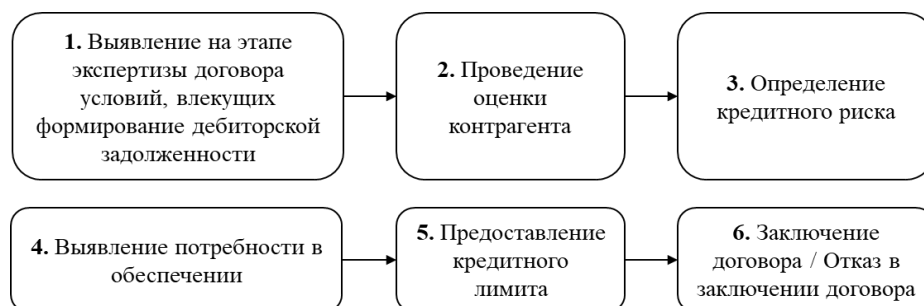 1. Выявление на этапе
экспертизы договора
условий, влекущих
формирование дебиторской
задолженности
2. Проведение
оценки
контрагента
3. Определение
кредитного риска
4. Выявление потребности в
обеспечении
5. Предоставление
кредитного
лимита
6. Заключение
договора / Отказ в
заключении договора